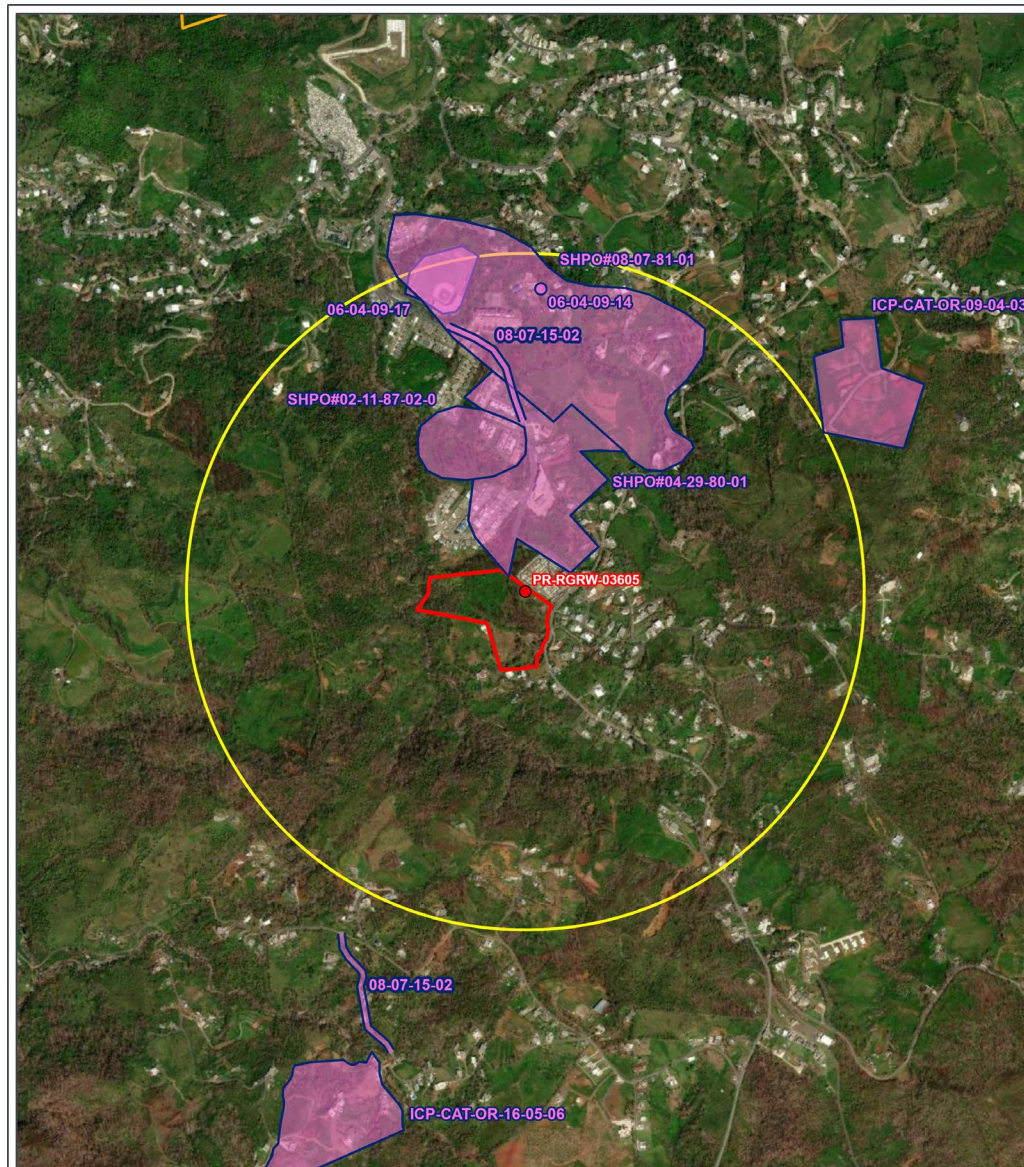 SHPO#08-07-81-01
06-04-09-14
ICP-CAT-OR-09-04-03
06-04-09-17
08-07-15-02
SHPO#02-11-87-02-0
SHPO#04-29-80-01
PR-RGRW-03605
08-07-15-02
ICP-CAT-OR-16-05-06